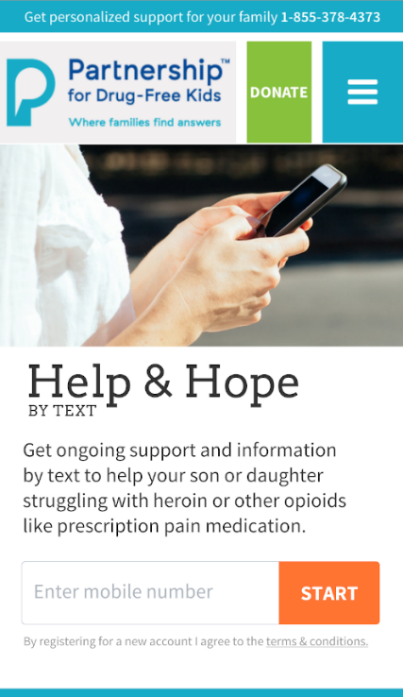 Get personalized support for your family 1-855-378-4373
Partnership™
for Drug-Free Kids
Where families find answers
DONATE
Help & Hope
BY TEXT
Get ongoing support and information
by text to help your son or daughter
struggling with heroin or other opioids
like prescription pain medication.
Enter mobile number
START
By registering for a new account I agree to the terms & conditions.